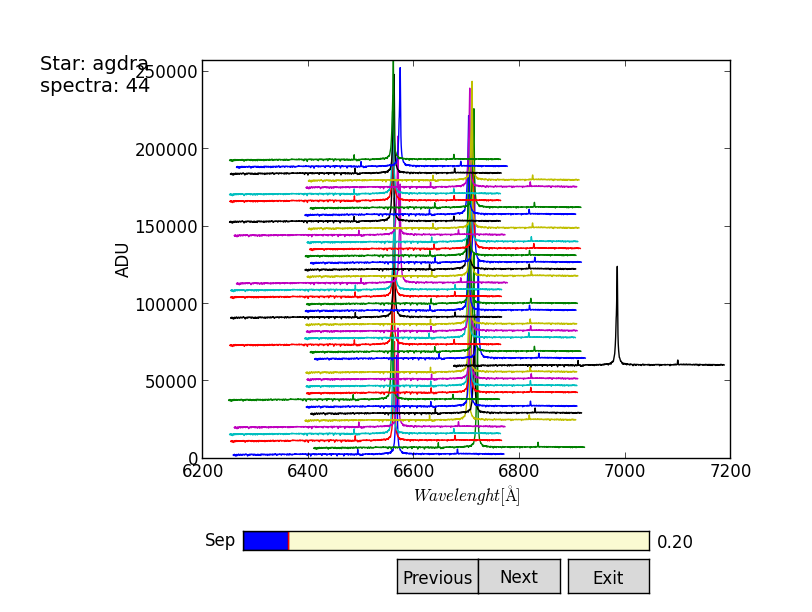 Star: agdra
spectra: 44
250000
200000
150000
100000
50000
0
ADU
6200 6400 6600 6800 7000 7200
Wavelenght[Å]
Sep 0.20
Previous Next Exit